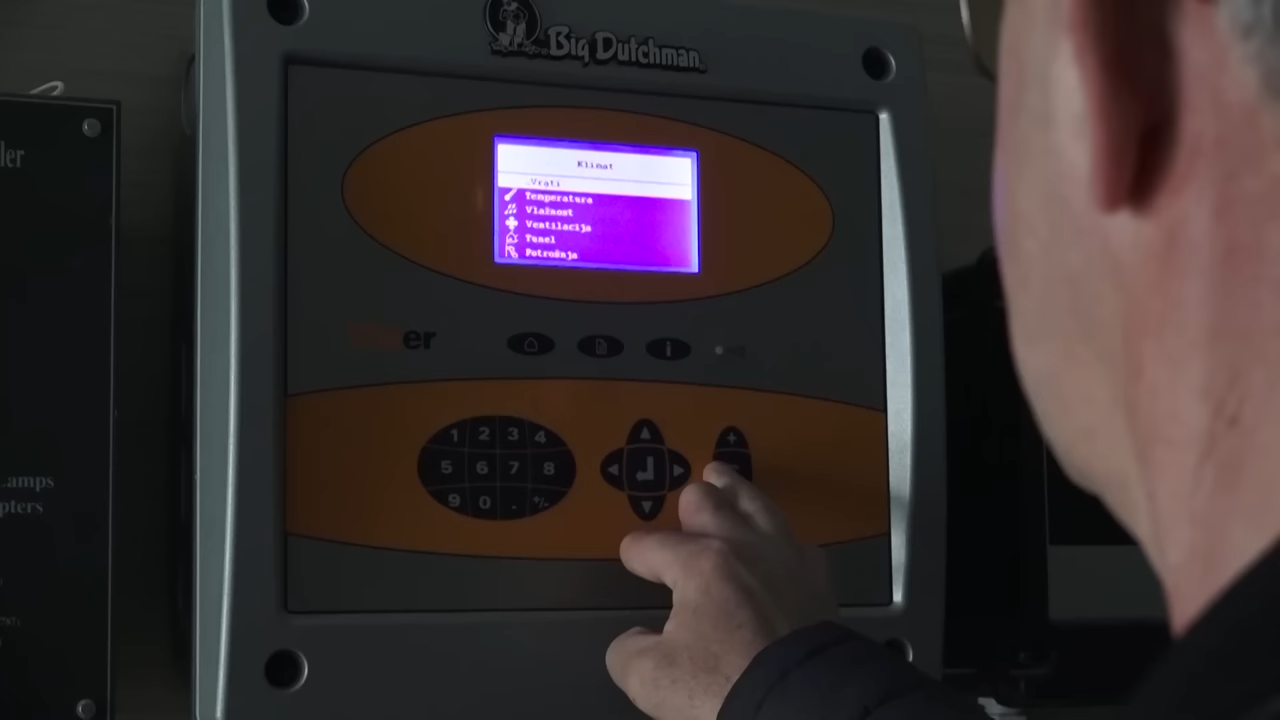 Big Dutchman
ler
Klimat
..Vrati
Temperatura
Vlažnost
Ventilacija
Tunel
Potrošnja
er
i
1 2 3 4
5 6 7 8
9 0 . +/-
+
Lamps
pters